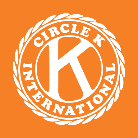 CIRCLE K
K
INTERNATIONAL